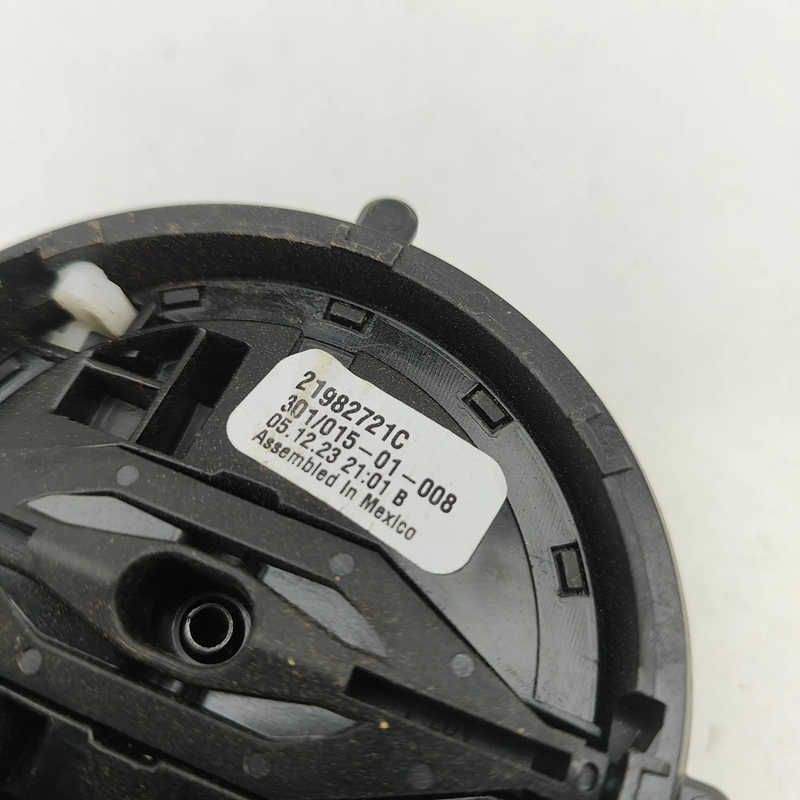 21982721C
301/015-01-008
05.12.23 21:01 B
Assembled In Mexico